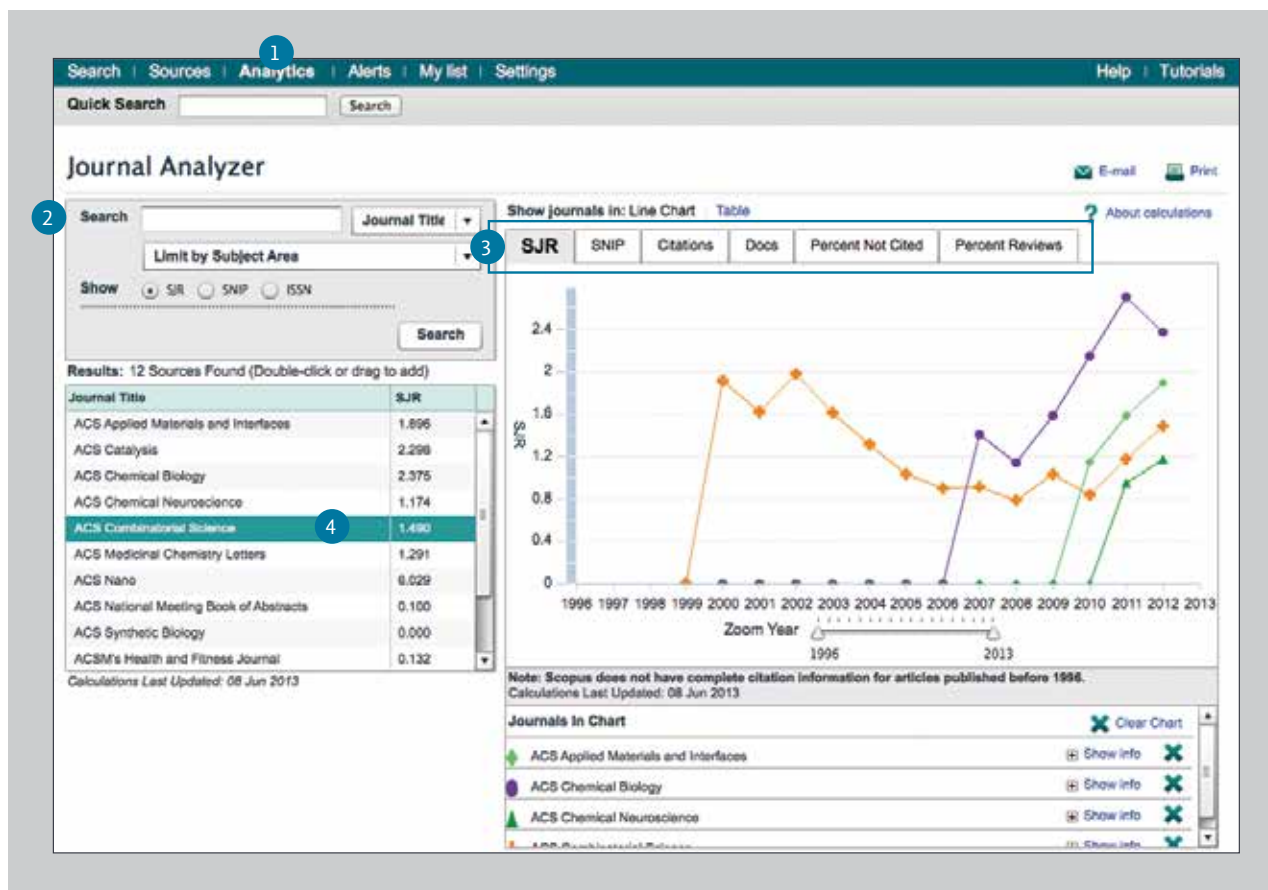 1
Search | Sources | Analytics | Alerts | My list | Settings Help | Tutorials
Quick Search Search
Journal Analyzer
E-mail Print
2
Search Journal Title
Limit by Subject Area
Show SJR SNIP ISSN
Search
Results: 12 Sources Found (Double-click or drag to add)
Journal Title SJR
ACS Applied Materials and Interfaces 1.896
ACS Catalysis 2.298
ACS Chemical Biology 2.375
ACS Chemical Neuroscience 1.174
ACS Combinatorial Science 4 1.490
ACS Medicinal Chemistry Letters 1.291
ACS Nano 6.029
ACS National Meeting Book of Abstracts 0.100
ACS Synthetic Biology 0.000
ACSM's Health and Fitness Journal 0.132
Calculations Last Updated: 08 Jun 2013
Show journals in: Line Chart | Table
? About calculations
3
SJR SNIP Citations Docs Percent Not Cited Percent Reviews
2.4
2
1.6
1.2
0.8
0.4
0
SJR
1996 1997 1998 1999 2000 2001 2002 2003 2004 2005 2006 2007 2008 2009 2010 2011 2012 2013
Zoom Year
1996 2013
Note: Scopus does not have complete citation information for articles published before 1996.
Calculations Last Updated: 08 Jun 2013
Journals In Chart Clear Chart
ACS Applied Materials and Interfaces Show info
ACS Chemical Biology Show info
ACS Chemical Neuroscience Show info
ACS Combinatorial Science Show info